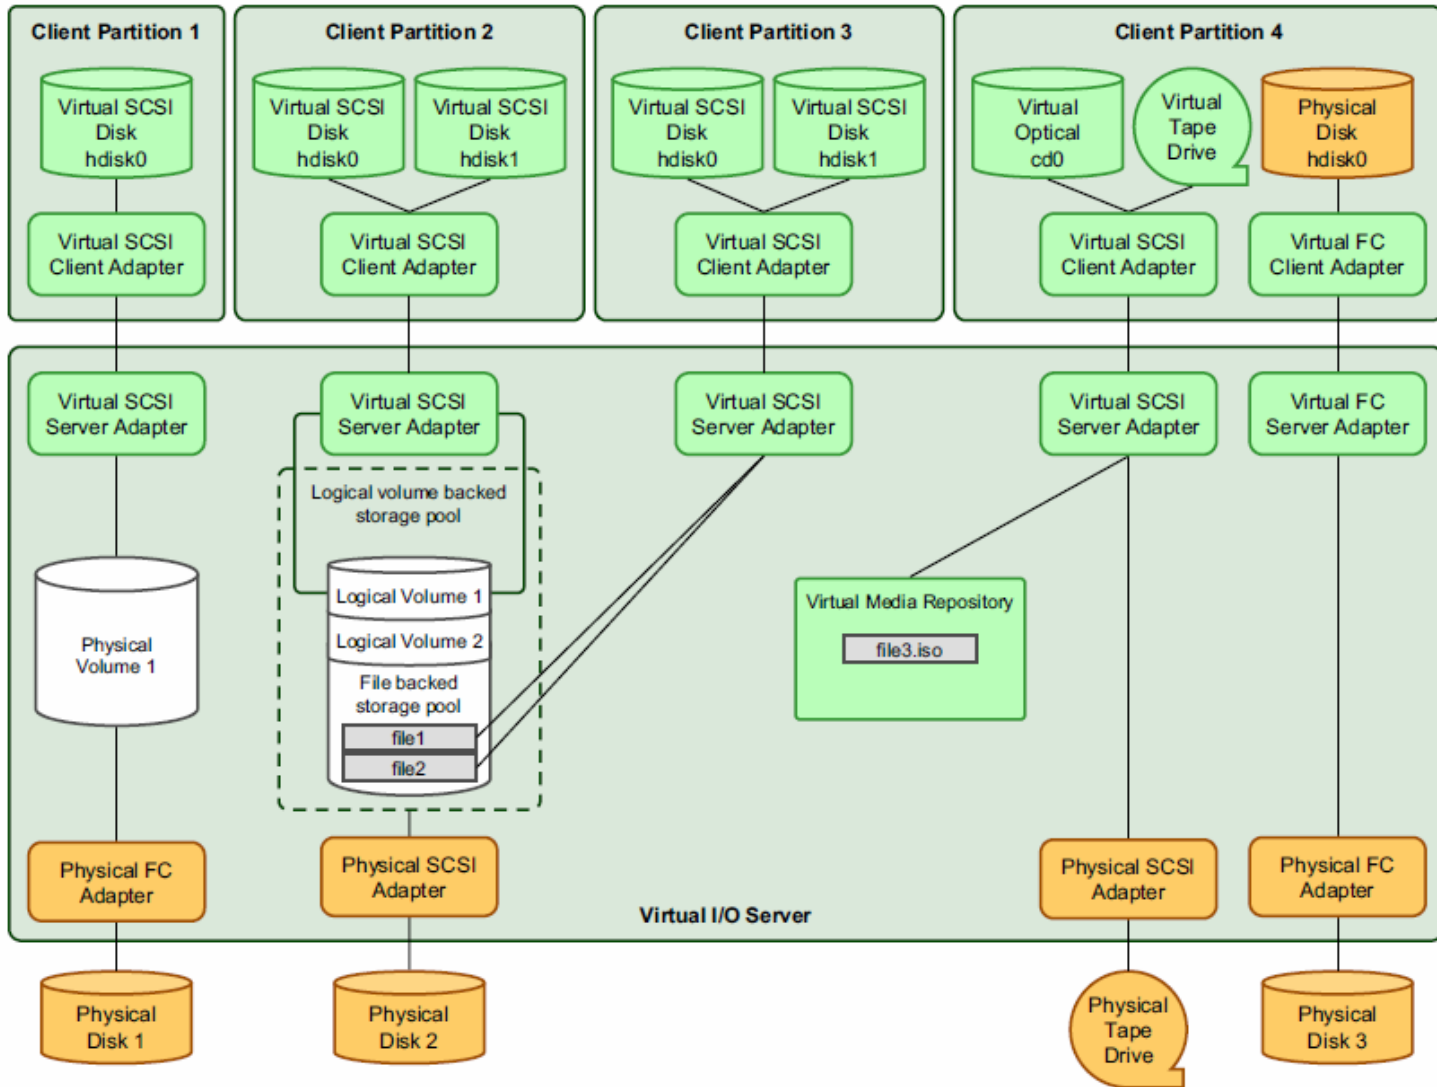 Client Partition 1
Client Partition 2
Client Partition 3
Client Partition 4
Virtual SCSI
Disk
hdisk0
Virtual SCSI
Disk
hdisk0
Virtual SCSI
Disk
hdisk1
Virtual SCSI
Disk
hdisk0
Virtual SCSI
Disk
hdisk1
Virtual
Optical
cd0
Virtual
Tape
Drive
Physical
Disk
hdisk0
Virtual SCSI
Client Adapter
Virtual SCSI
Client Adapter
Virtual SCSI
Client Adapter
Virtual SCSI
Client Adapter
Virtual FC
Client Adapter
Virtual SCSI
Server Adapter
Virtual SCSI
Server Adapter
Virtual SCSI
Server Adapter
Virtual SCSI
Server Adapter
Virtual FC
Server Adapter
Logical volume backed
storage pool
Physical
Volume 1
Logical Volume 1
Logical Volume 2
File backed
storage pool
file1
file2
Virtual Media Repository
file3.iso
Physical FC
Adapter
Physical SCSI
Adapter
Physical SCSI
Adapter
Physical FC
Adapter
Virtual I/O Server
Physical
Disk 1
Physical
Disk 2
Physical
Tape
Drive
Physical
Disk 3